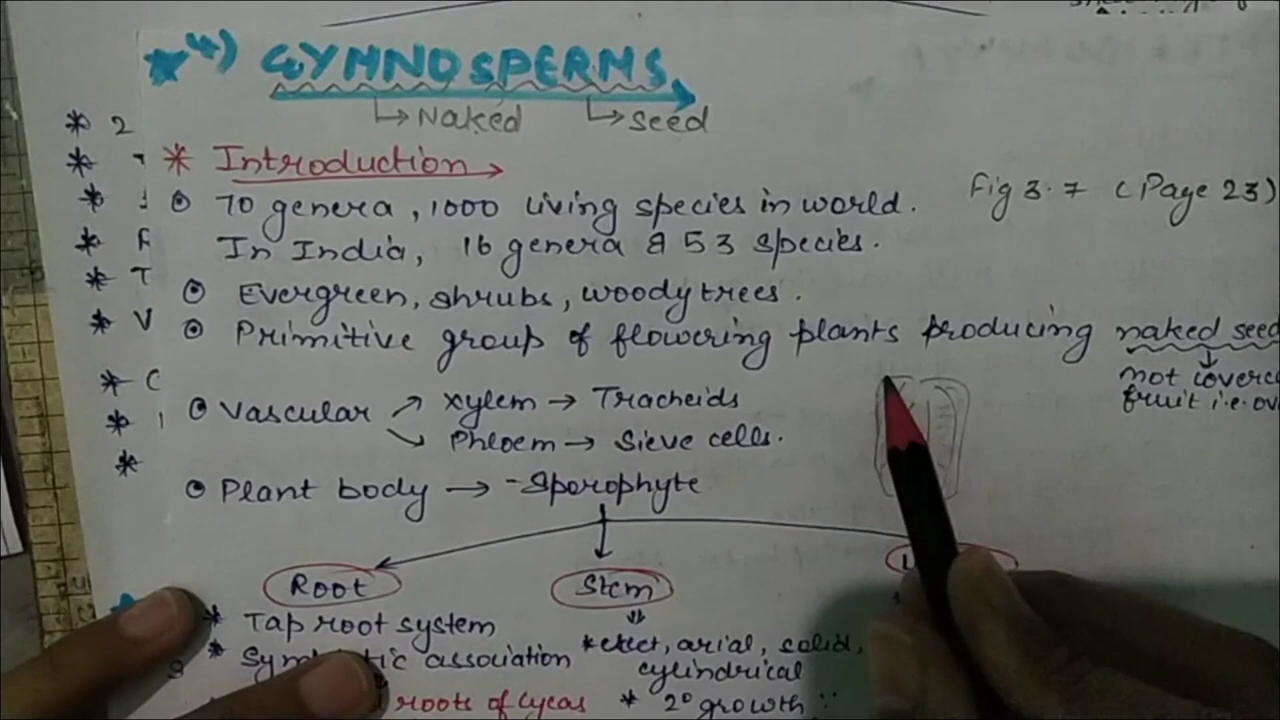 4) GYMNOSPERMS
Naked Seed
* Introduction
70 genera, 1000 living species in world.
Fig 3.7 (Page 23)
In India, 16 genera & 53 species.
Evergreen, shrubs, woody trees.
Primitive group of flowering plants producing naked seed
not
fruit i.e.
Vascular Xylem → Tracheids
Phloem → Sieve cells.
Plant body → Sporophyte
Root Stem
* Tap root system
* association
roots of Cycas
* erect, arial, solid,
cylindrical
* 2° growth
* 2